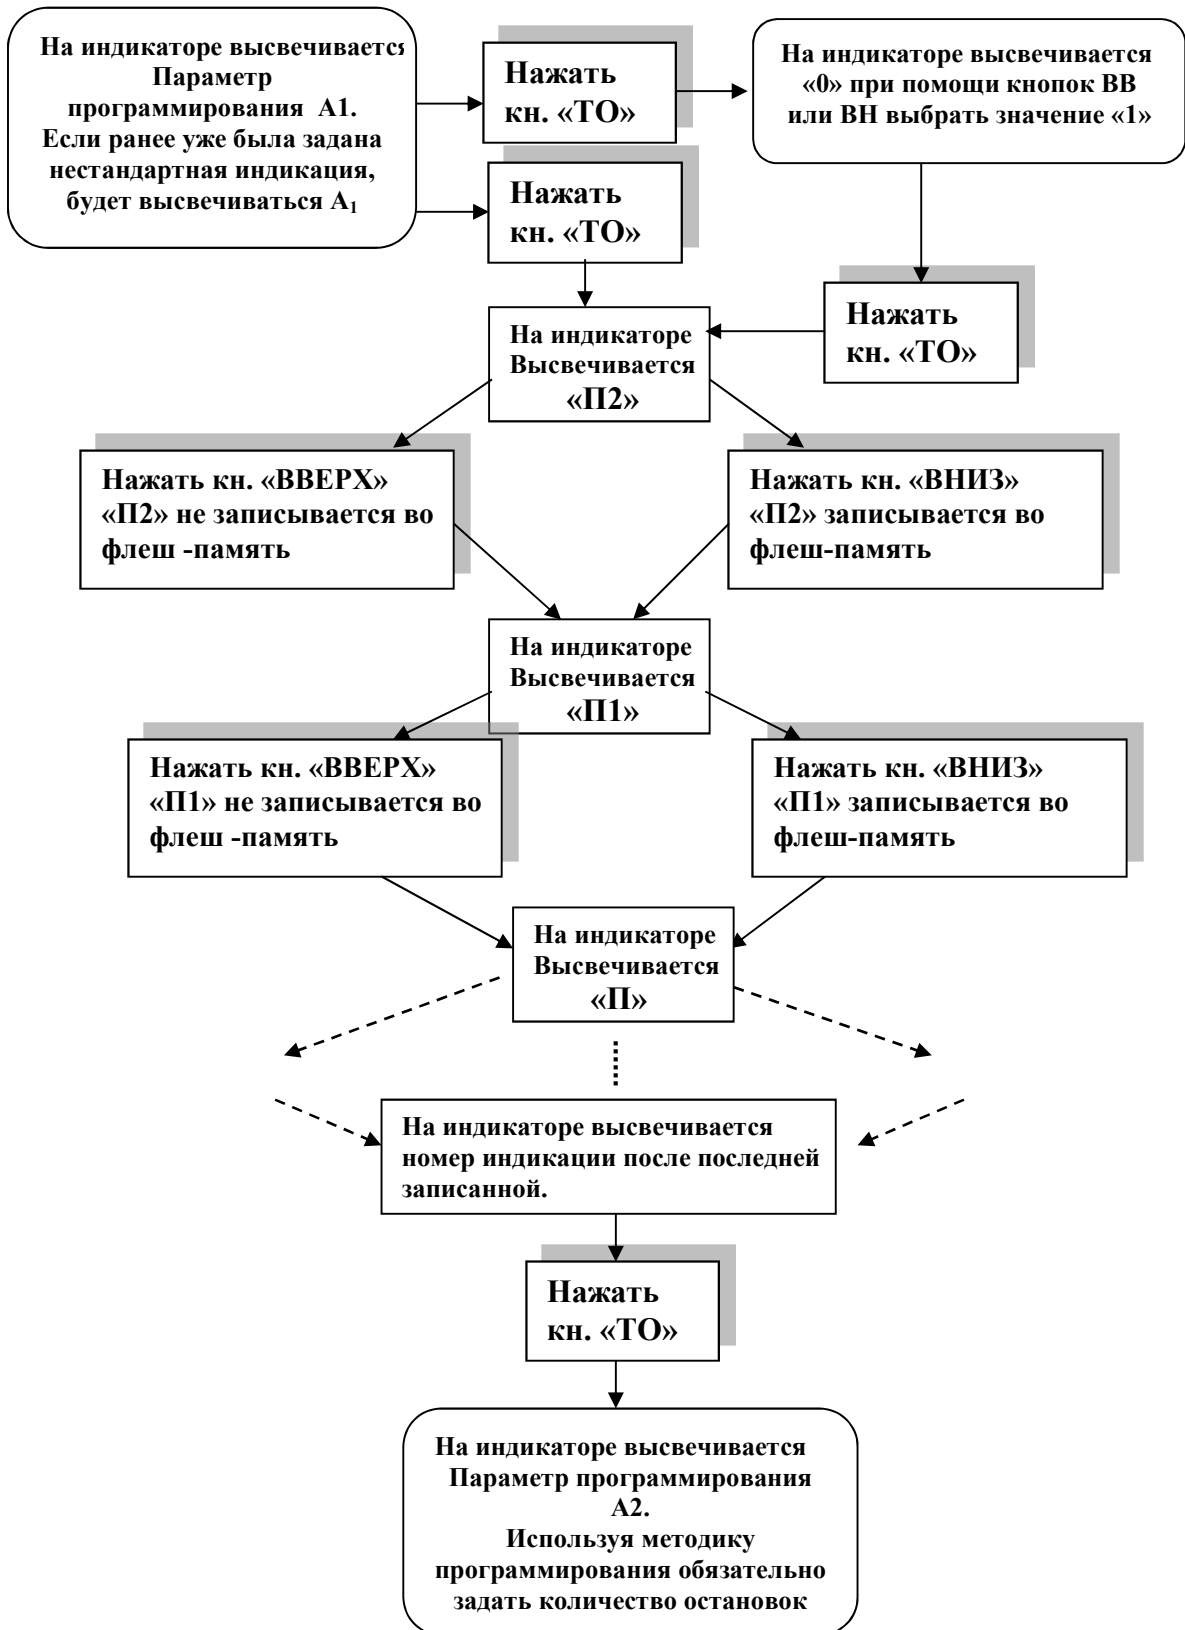 На индикаторе высвечивается
Параметр
программирования А1.
Если ранее уже была задана
нестандартная индикация,
будет высвечиваться А₁
Нажать
кн. «ТО»
На индикаторе высвечивается
«0» при помощи кнопок ВВ
или ВН выбрать значение «1»
Нажать
кн. «ТО»
Нажать
кн. «ТО»
На индикаторе
Высвечивается
«П2»
Нажать кн. «ВВЕРХ»
«П2» не записывается во
флеш -память
Нажать кн. «ВНИЗ»
«П2» записывается во
флеш-память
На индикаторе
Высвечивается
«П1»
Нажать кн. «ВВЕРХ»
«П1» не записывается во
флеш -память
Нажать кн. «ВНИЗ»
«П1» записывается во
флеш-память
На индикаторе
Высвечивается
«П»
На индикаторе высвечивается
номер индикации после последней
записанной.
Нажать
кн. «ТО»
На индикаторе высвечивается
Параметр программирования
А2.
Используя методику
программирования обязательно
задать количество остановок